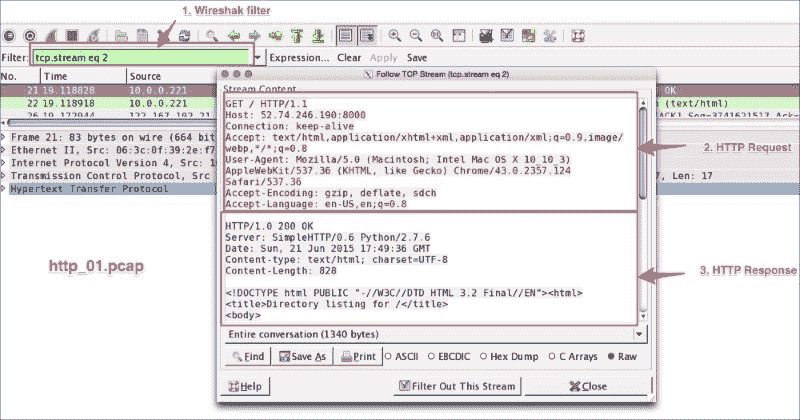 1. Wireshak filter
Filter: tcp.stream eq 2 Expression... Clear Apply Save
No. Time Source
21 19.118828 10.0.0.221 OK
22 19.118918 10.0.0.221 (text/html)
Follow TCP Stream (tcp.stream eq 2)
Stream Content
GET / HTTP/1.1
Host: 52.74.246.190:8000
Connection: keep-alive
Accept: text/html,application/xhtml+xml,application/xml;q=0.9,image/
webp,*/*;q=0.8
User-Agent: Mozilla/5.0 (Macintosh; Intel Mac OS X 10_10_3)
AppleWebKit/537.36 (KHTML, like Gecko) Chrome/43.0.2357.124
Safari/537.36
Accept-Encoding: gzip, deflate, sdch
Accept-Language: en-US,en;q=0.8
2. HTTP Request
Frame 21: 83 bytes on wire (664 bit
Ethernet II, Src: 06:3c:0f:39:2e:f7
Internet Protocol Version 4, Src: 10
Transmission Control Protocol, Src 7, Len: 17
Hypertext Transfer Protocol
HTTP/1.0 200 OK
Server: SimpleHTTP/0.6 Python/2.7.6
Date: Sun, 21 Jun 2015 17:49:36 GMT
Content-type: text/html; charset=UTF-8
Content-Length: 828
<!DOCTYPE html PUBLIC "-//W3C//DTD HTML 3.2 Final//EN"><html>
<title>Directory listing for /</title>
<body>
3. HTTP Response
http_01.pcap
Entire conversation (1340 bytes)
Find Save As Print ASCII EBCDIC Hex Dump C Arrays Raw
Help Filter Out This Stream Close